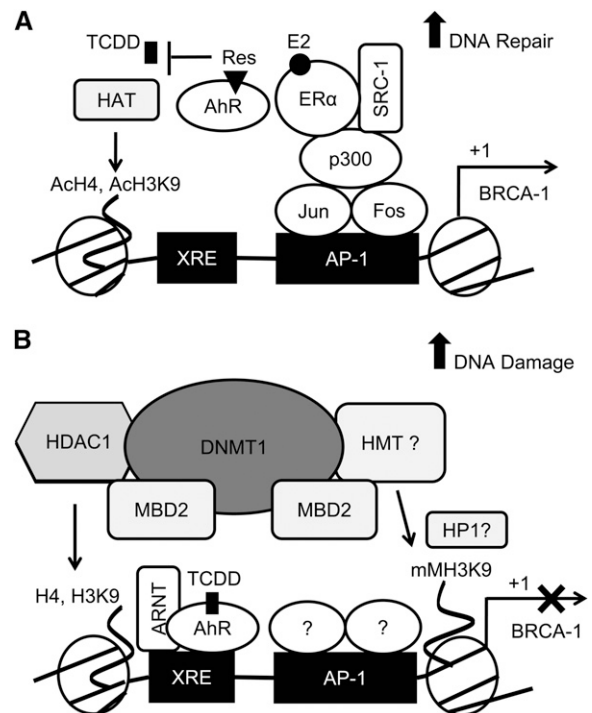 A
DNA Repair
TCDD
Res
E2
HAT
AhR
ERα
SRC-1
p300
AcH4, AcH3K9
Jun
Fos
+1
BRCA-1
XRE
AP-1
B
DNA Damage
HDAC1
DNMT1
HMT ?
MBD2
MBD2
HP1?
mMH3K9
H4, H3K9
ARNT
TCDD
AhR
?
?
+1
BRCA-1
XRE
AP-1